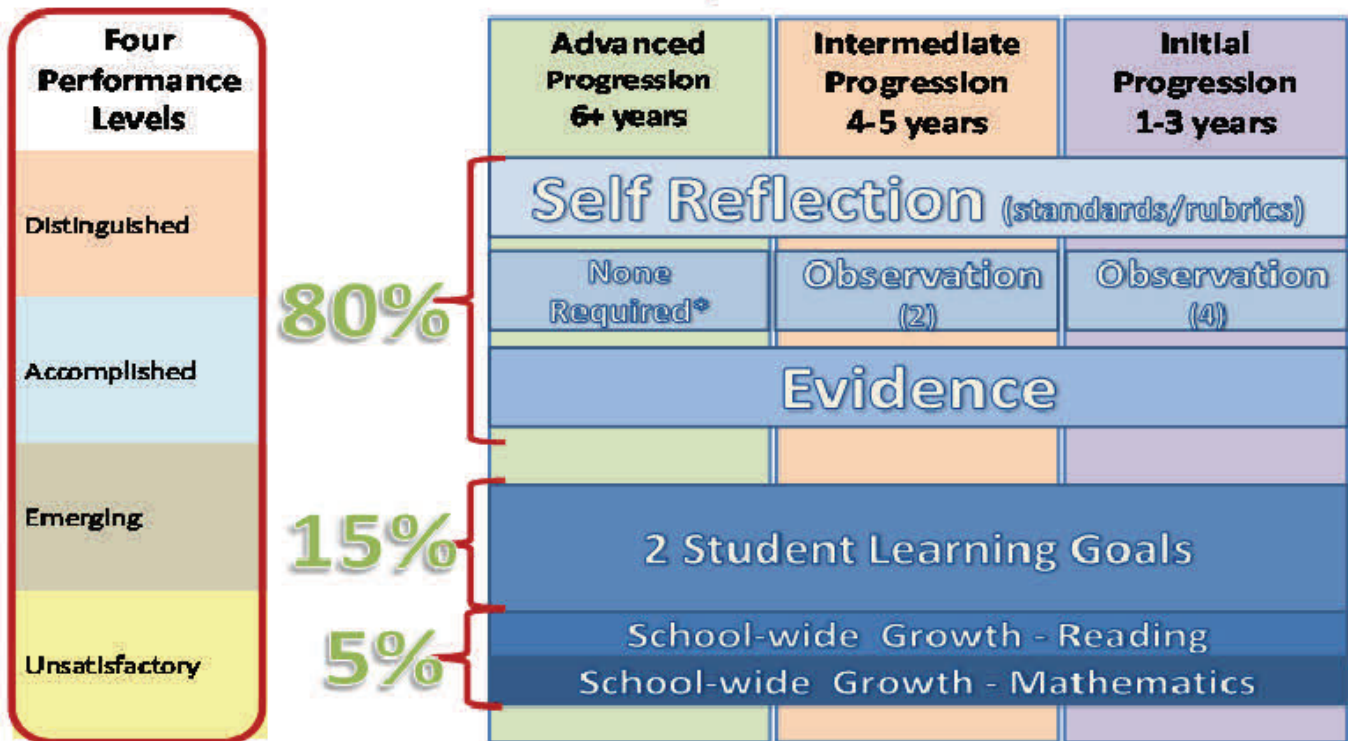 Four
Performance
Levels
Distinguished
Accomplished
Emerging
Unsatisfactory
Advanced
Progression
6+ years
Intermediate
Progression
4-5 years
Initial
Progression
1-3 years
80%
Self Reflection (standards/rubrics)
None
Required*
Observation
(2)
Observation
(4)
Evidence
15%
2 Student Learning Goals
5%
School-wide Growth - Reading
School-wide Growth - Mathematics